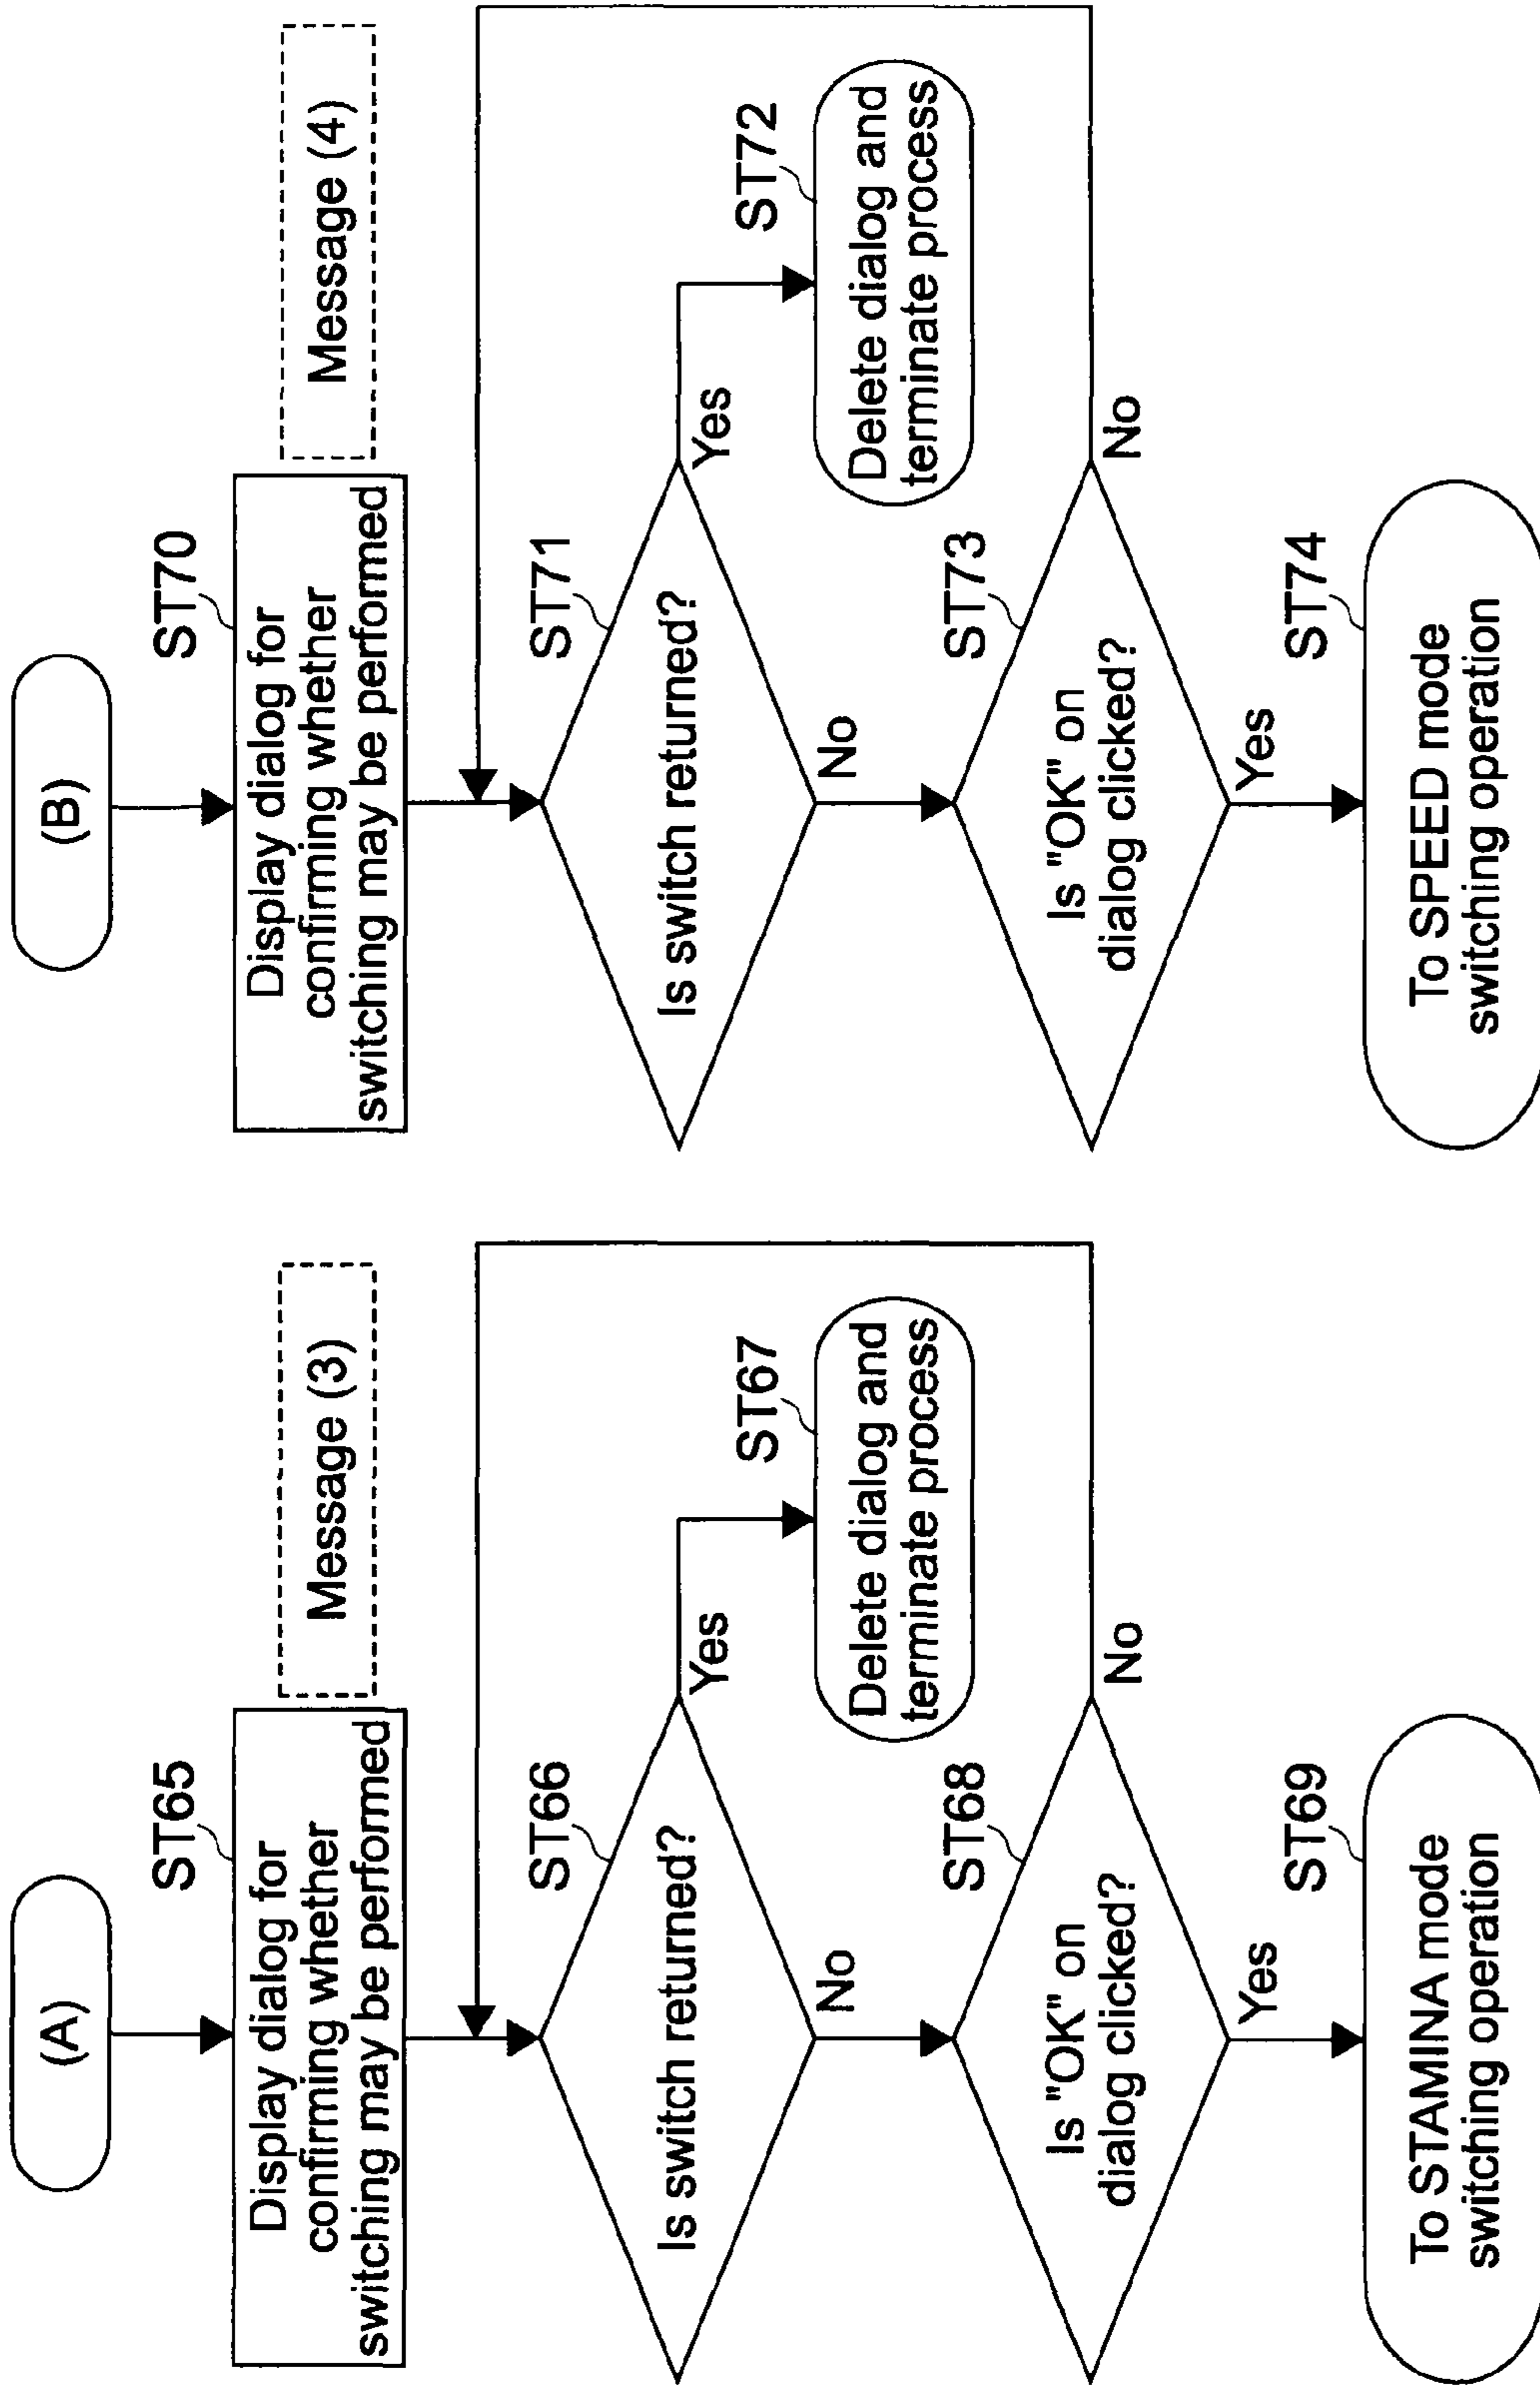 (A)
ST65
Display dialog for
confirming whether
switching may be performed
Message (3)
ST66
Is switch returned?
Yes
ST67
Delete dialog and
terminate process
No
ST68
Is "OK" on
dialog clicked?
No
Yes
ST69
To STAMINA mode
switching operation
(B)
ST70
Display dialog for
confirming whether
switching may be performed
Message (4)
ST71
Is switch returned?
Yes
ST72
Delete dialog and
terminate process
No
ST73
Is "OK" on
dialog clicked?
No
Yes
ST74
To SPEED mode
switching operation